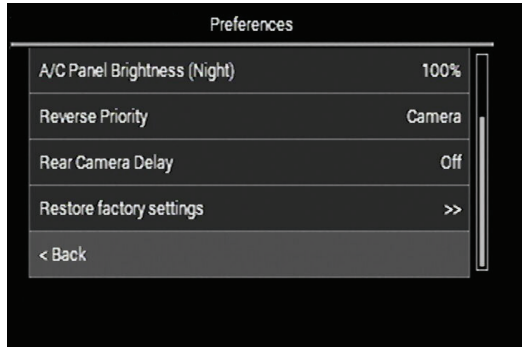 Preferences
A/C Panel Brightness (Night) 100%
Reverse Priority Camera
Rear Camera Delay Off
Restore factory settings >>
< Back